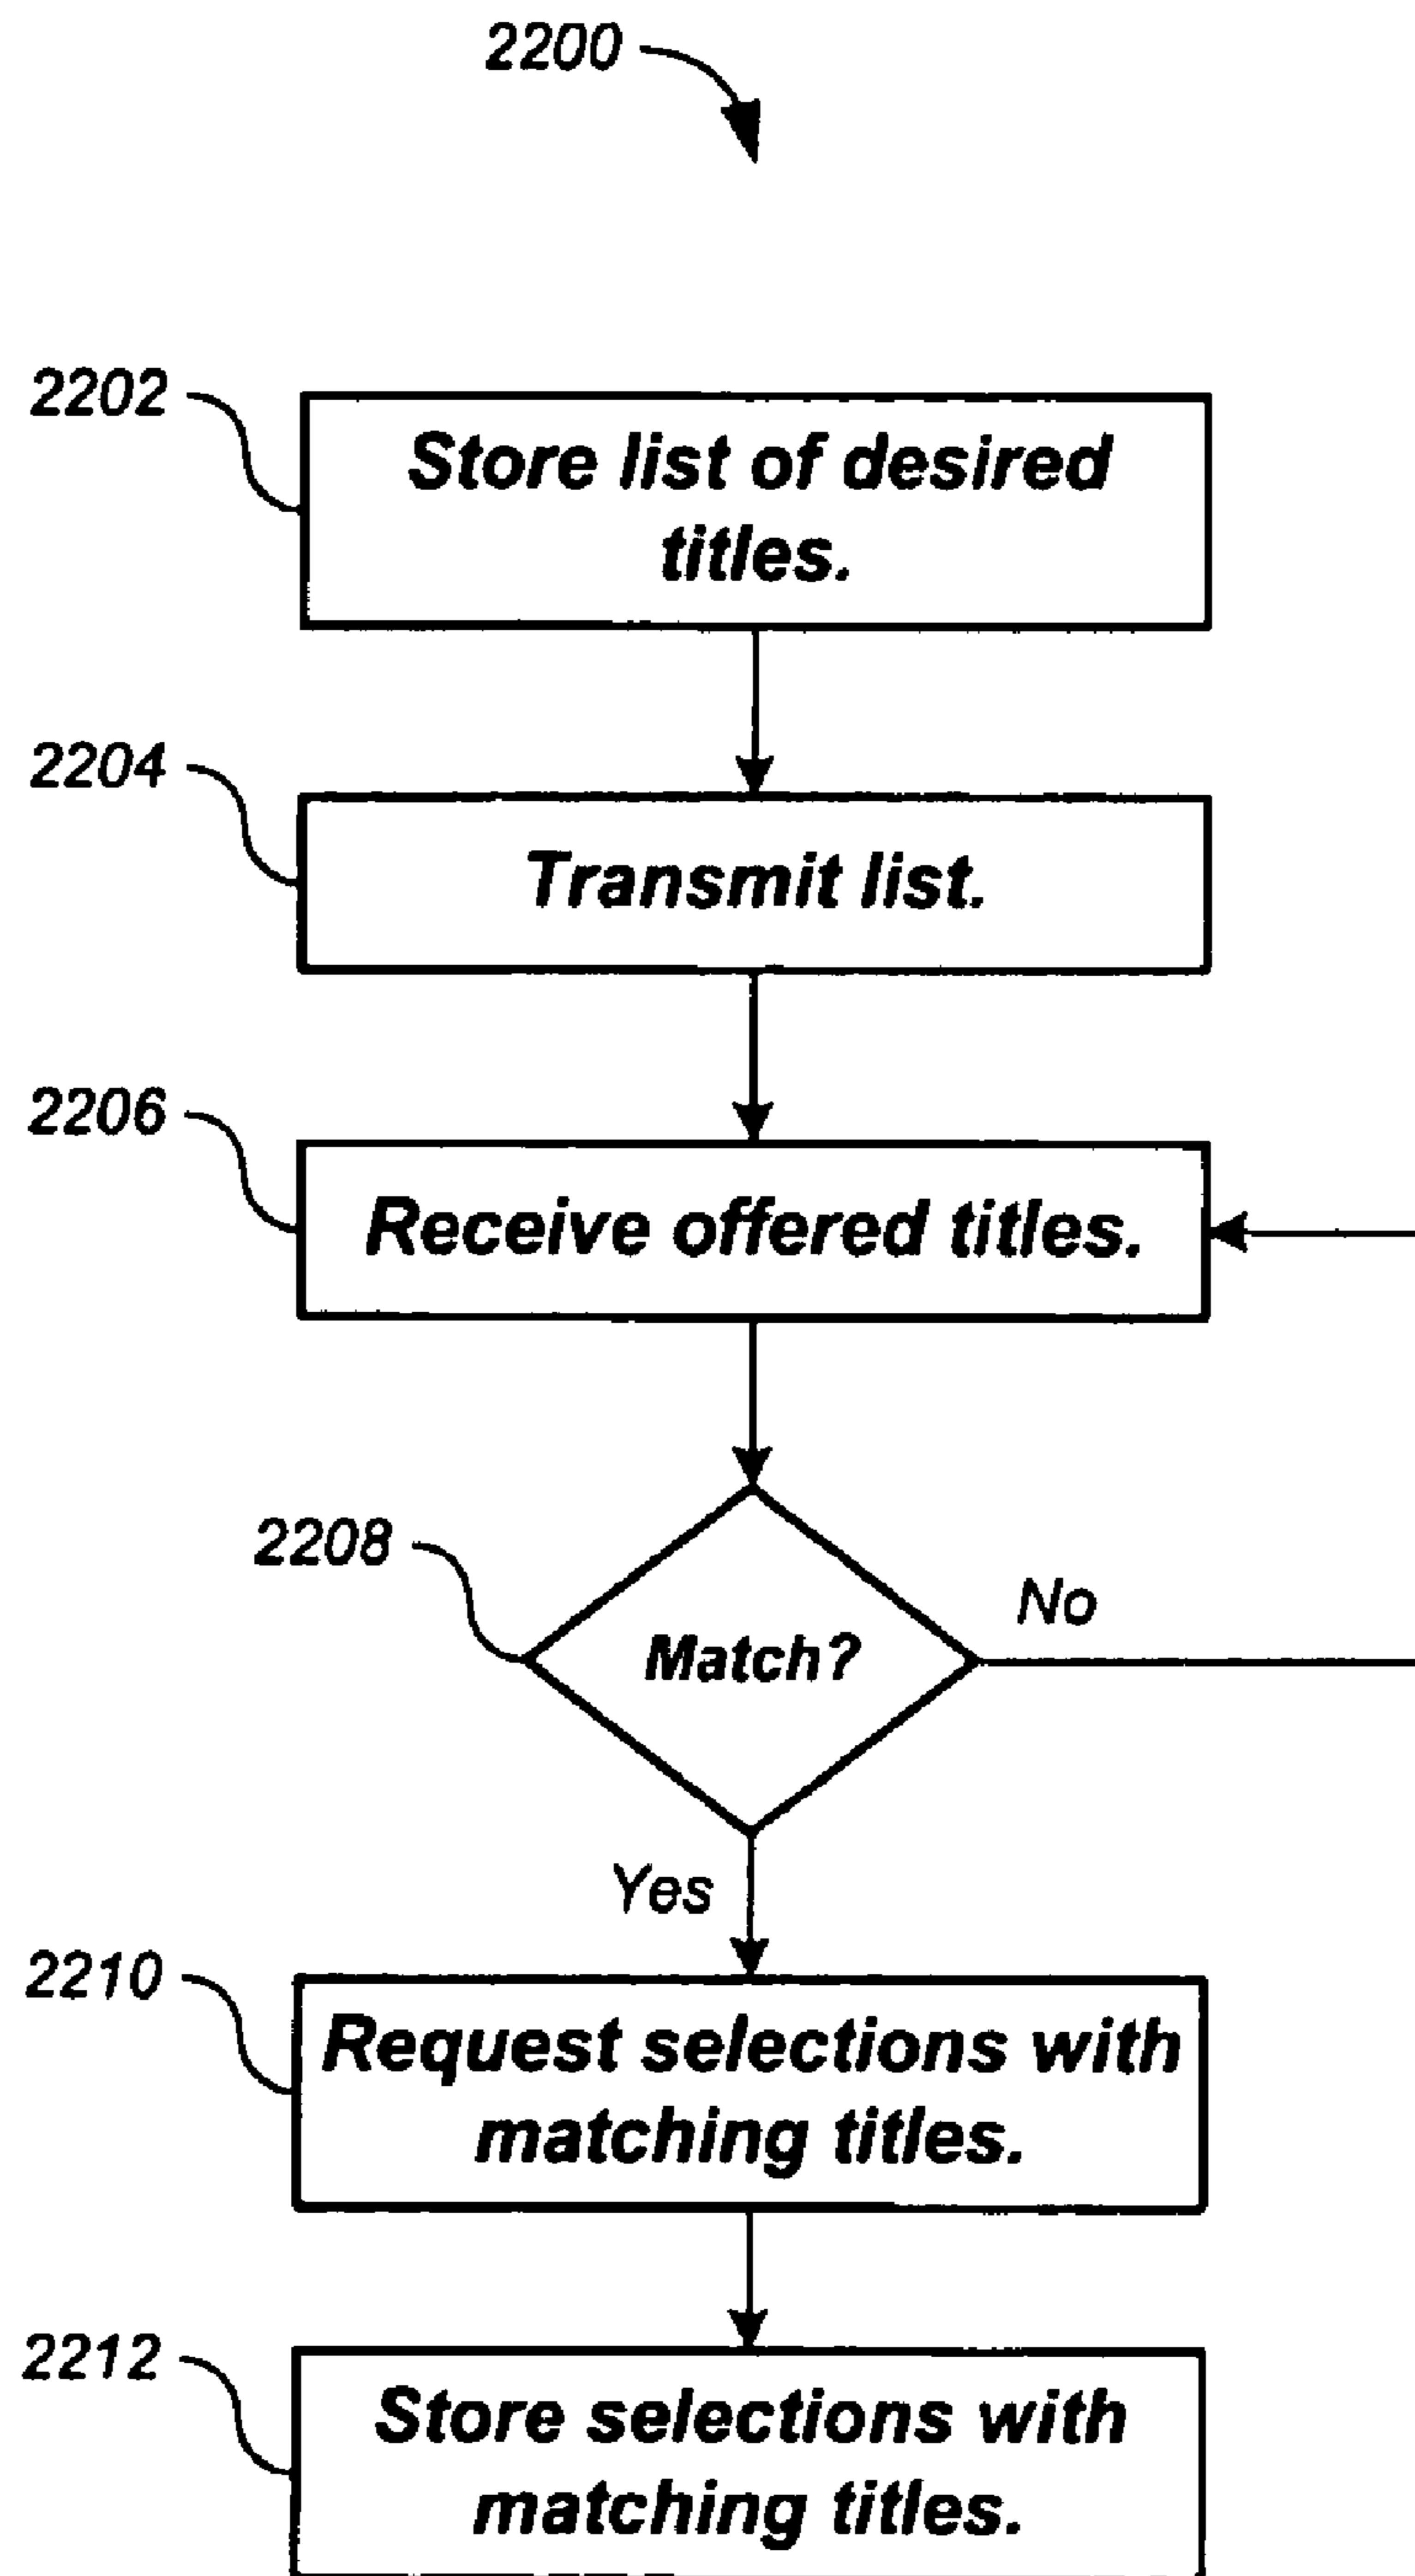 2200
2202
Store list of desired
titles.
2204
Transmit list.
2206
Receive offered titles.
2208
Match?
No
Yes
2210
Request selections with
matching titles.
2212
Store selections with
matching titles.